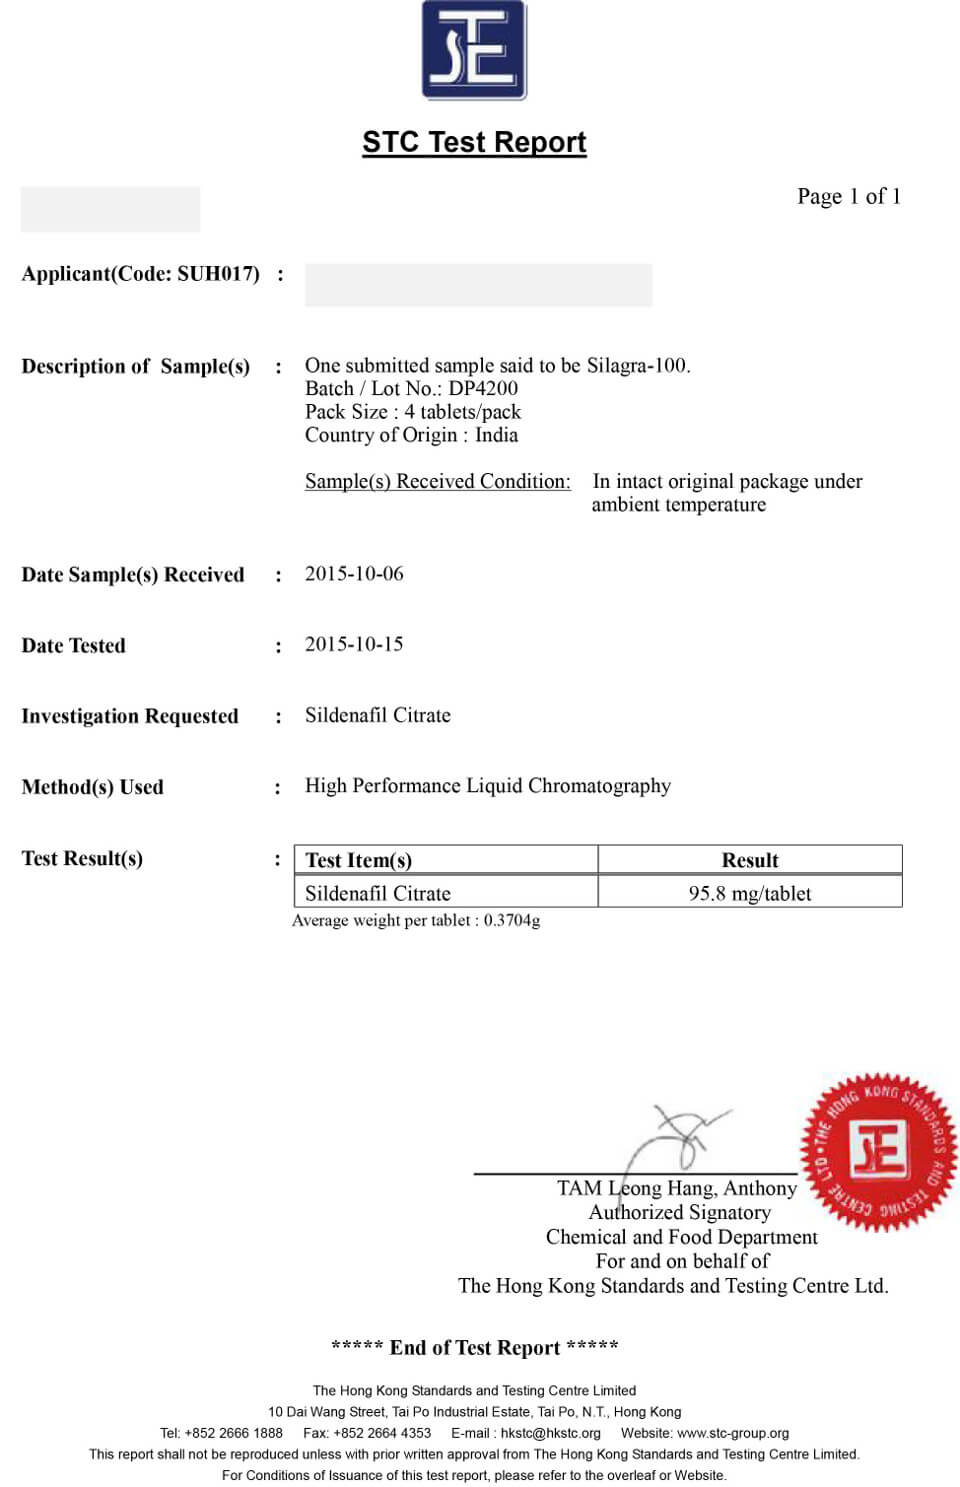 STC
STC Test Report
Page 1 of 1
Applicant(Code: SUH017) :
Description of Sample(s) : One submitted sample said to be Silagra-100.
Batch / Lot No.: DP4200
Pack Size : 4 tablets/pack
Country of Origin : India
Sample(s) Received Condition: In intact original package under
ambient temperature
Date Sample(s) Received : 2015-10-06
Date Tested : 2015-10-15
Investigation Requested : Sildenafil Citrate
Method(s) Used : High Performance Liquid Chromatography
Test Result(s) : Test Item(s) Result
Sildenafil Citrate 95.8 mg/tablet
Average weight per tablet : 0.3704g
THE HONG KONG STANDARDS AND TESTING CENTRE LTD
STC
TAM Leong Hang, Anthony
Authorized Signatory
Chemical and Food Department
For and on behalf of
The Hong Kong Standards and Testing Centre Ltd.
***** End of Test Report *****
The Hong Kong Standards and Testing Centre Limited
10 Dai Wang Street, Tai Po Industrial Estate, Tai Po, N.T., Hong Kong
Tel: +852 2666 1888 Fax: +852 2664 4353 E-mail : hkstc@hkstc.org Website: www.stc-group.org
This report shall not be reproduced unless with prior written approval from The Hong Kong Standards and Testing Centre Limited.
For Conditions of Issuance of this test report, please refer to the overleaf or Website.